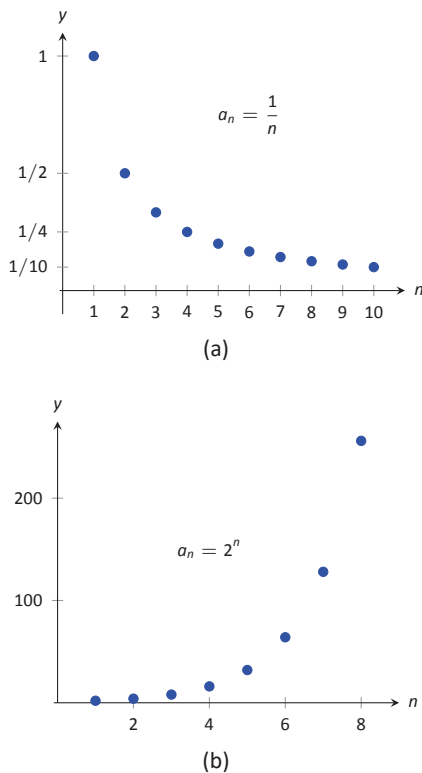 y
1
a_n = 1/n
1/2
1/4
1/10
n
1 2 3 4 5 6 7 8 9 10
(a)
y
200
a_n = 2^n
100
n
2 4 6 8
(b)